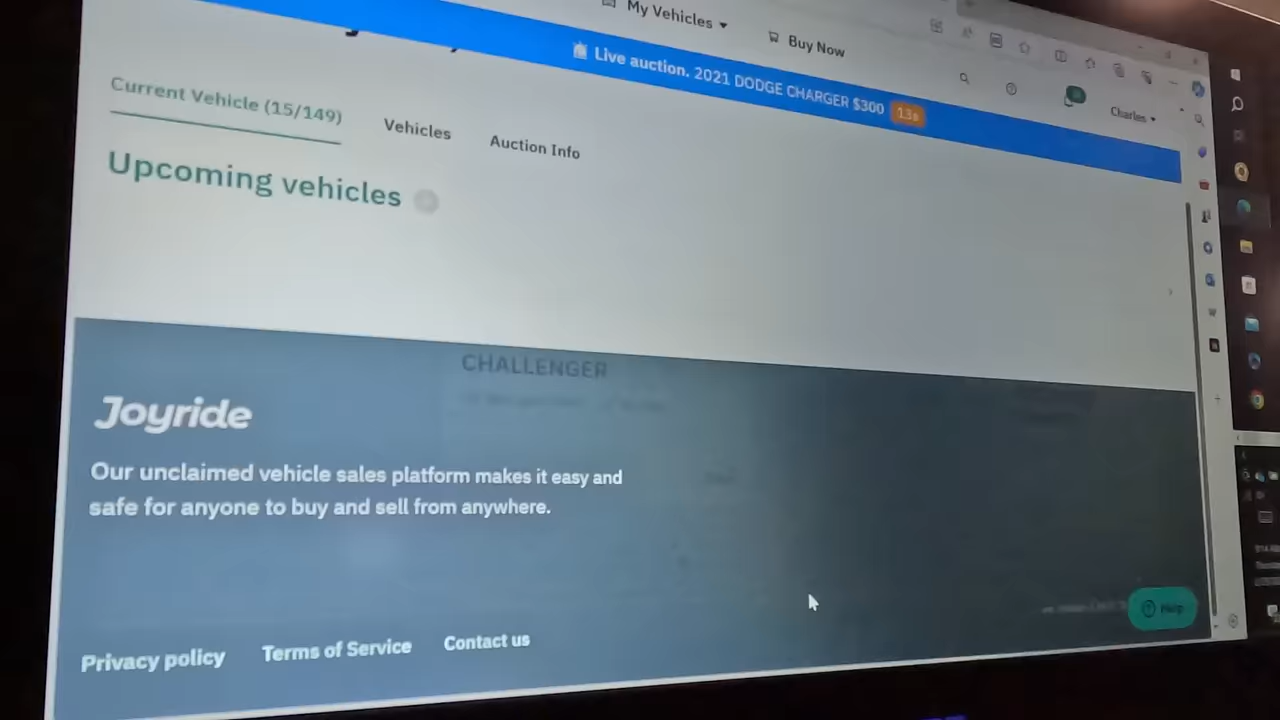 My Vehicles
Buy Now
Live auction. 2021 DODGE CHARGER $300 13s
Charles
Current Vehicle (15/149)
Vehicles
Auction Info
Upcoming vehicles
CHALLENGER
Joyride
Our unclaimed vehicle sales platform makes it easy and
safe for anyone to buy and sell from anywhere.
Help
Privacy policy
Terms of Service
Contact us